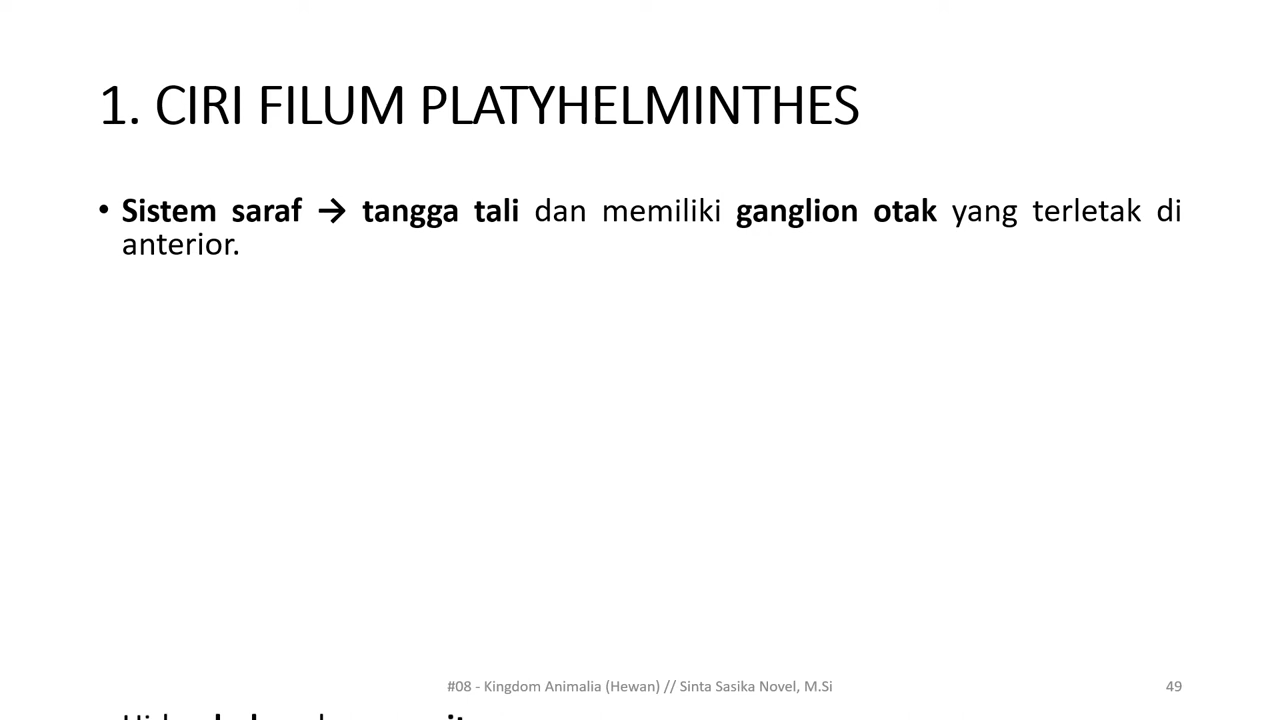 1. CIRI FILUM PLATYHELMINTHES
• Sistem saraf → tangga tali dan memiliki ganglion otak yang terletak di
anterior.
#08 - Kingdom Animalia (Hewan) // Sinta Sasika Novel, M.Si
49